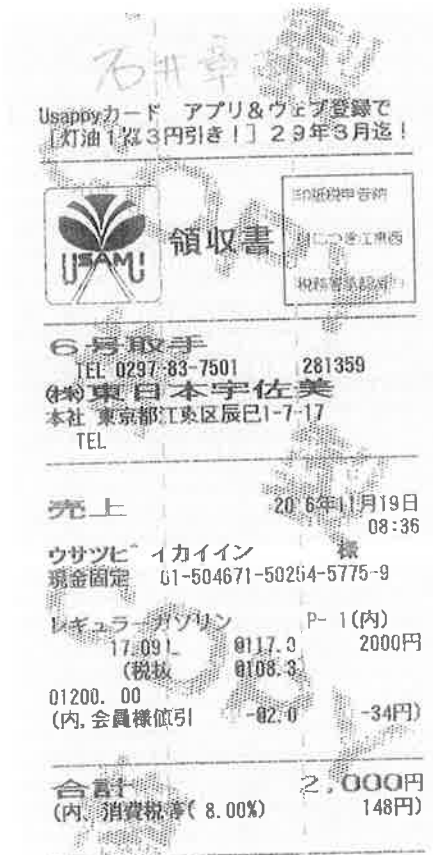 石井章
Usappyカード アプリ&ウェブ登録で
[灯油1㍑3円引き!] 29年3月迄!
USAMI
領収書
印紙税申告納
付につき江東西
税務署承認済
6号取手
TEL 0297-83-7501 281359
(株)東日本宇佐美
本社 東京都江東区辰巳1-7-17
TEL
売上 2016年11月19日
08:36
ウサツピ゛イカイイン 様
現金固定 01-504671-50254-5775-9
レギュラーガソリン P- 1(内)
17.09L @117.0 2000円
(税抜 @108.3)
01200. 00
(内,会員様値引 -@2.0 -34円)
合計 2,000円
(内、消費税等( 8.00%) 148円)